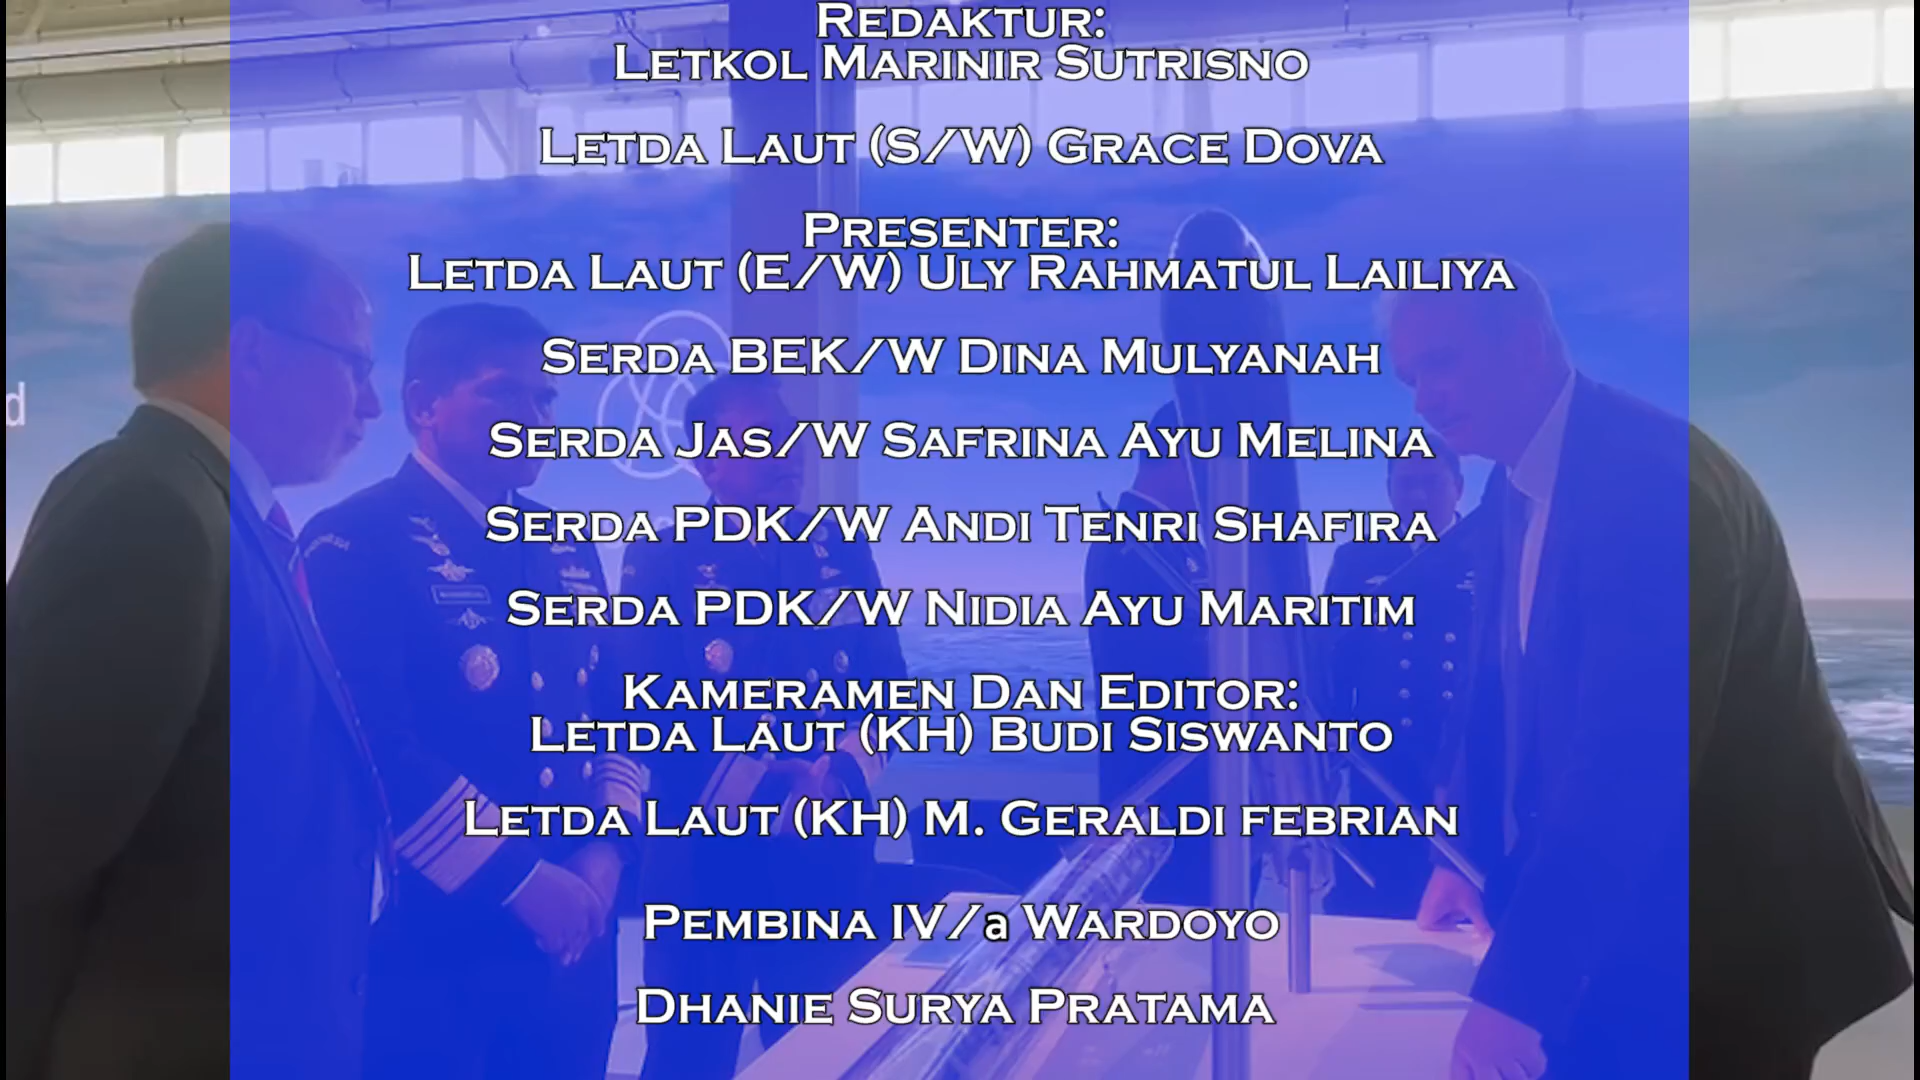 REDAKTUR:
LETKOL MARINIR SUTRISNO
LETDA LAUT (S/W) GRACE DOVA
PRESENTER:
LETDA LAUT (E/W) ULY RAHMATUL LAILIYA
SERDA BEK/W DINA MULYANAH
SERDA JAS/W SAFRINA AYU MELINA
SERDA PDK/W ANDI TENRI SHAFIRA
SERDA PDK/W NIDIA AYU MARITIM
KAMERAMEN DAN EDITOR:
LETDA LAUT (KH) BUDI SISWANTO
LETDA LAUT (KH) M. GERALDI FEBRIAN
PEMBINA IV/a WARDOYO
DHANIE SURYA PRATAMA
d